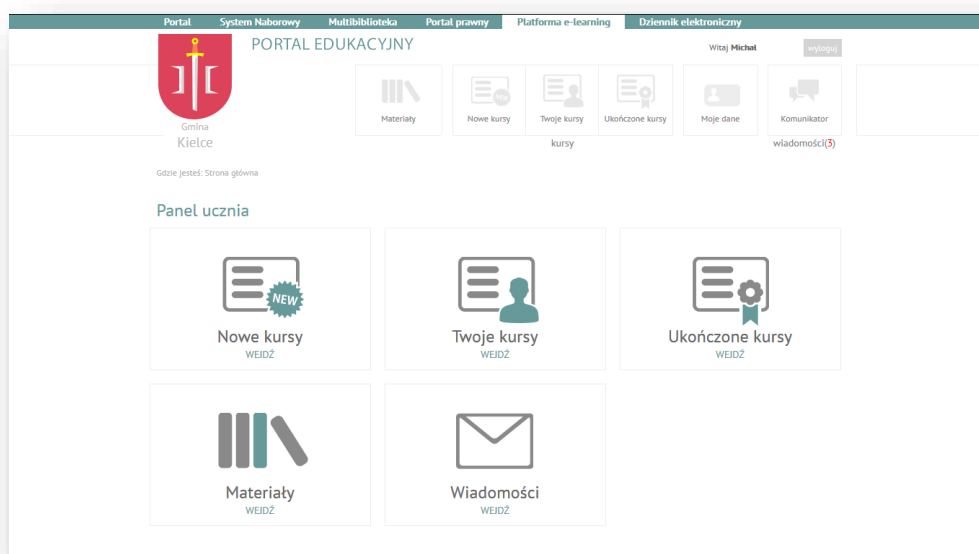 Portal System Naborowy Multibiblioteka Portal prawny Platforma e-learning Dziennik elektroniczny
PORTAL EDUKACYJNY
Witaj Michał wyloguj
Materiały Nowe kursy Twoje kursy Ukończone kursy Moje dane Komunikator
Gmina
Kielce
kursy wiadomości(3)
Gdzie jesteś: Strona główna
Panel ucznia
NEW
Nowe kursy Twoje kursy Ukończone kursy
WEJDŹ WEJDŹ WEJDŹ
Materiały Wiadomości
WEJDŹ WEJDŹ